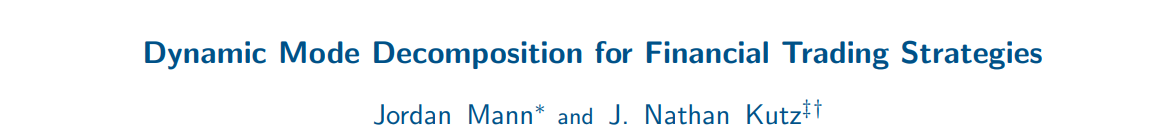 Dynamic Mode Decomposition for Financial Trading Strategies
Jordan Mann* and J. Nathan Kutz‡†